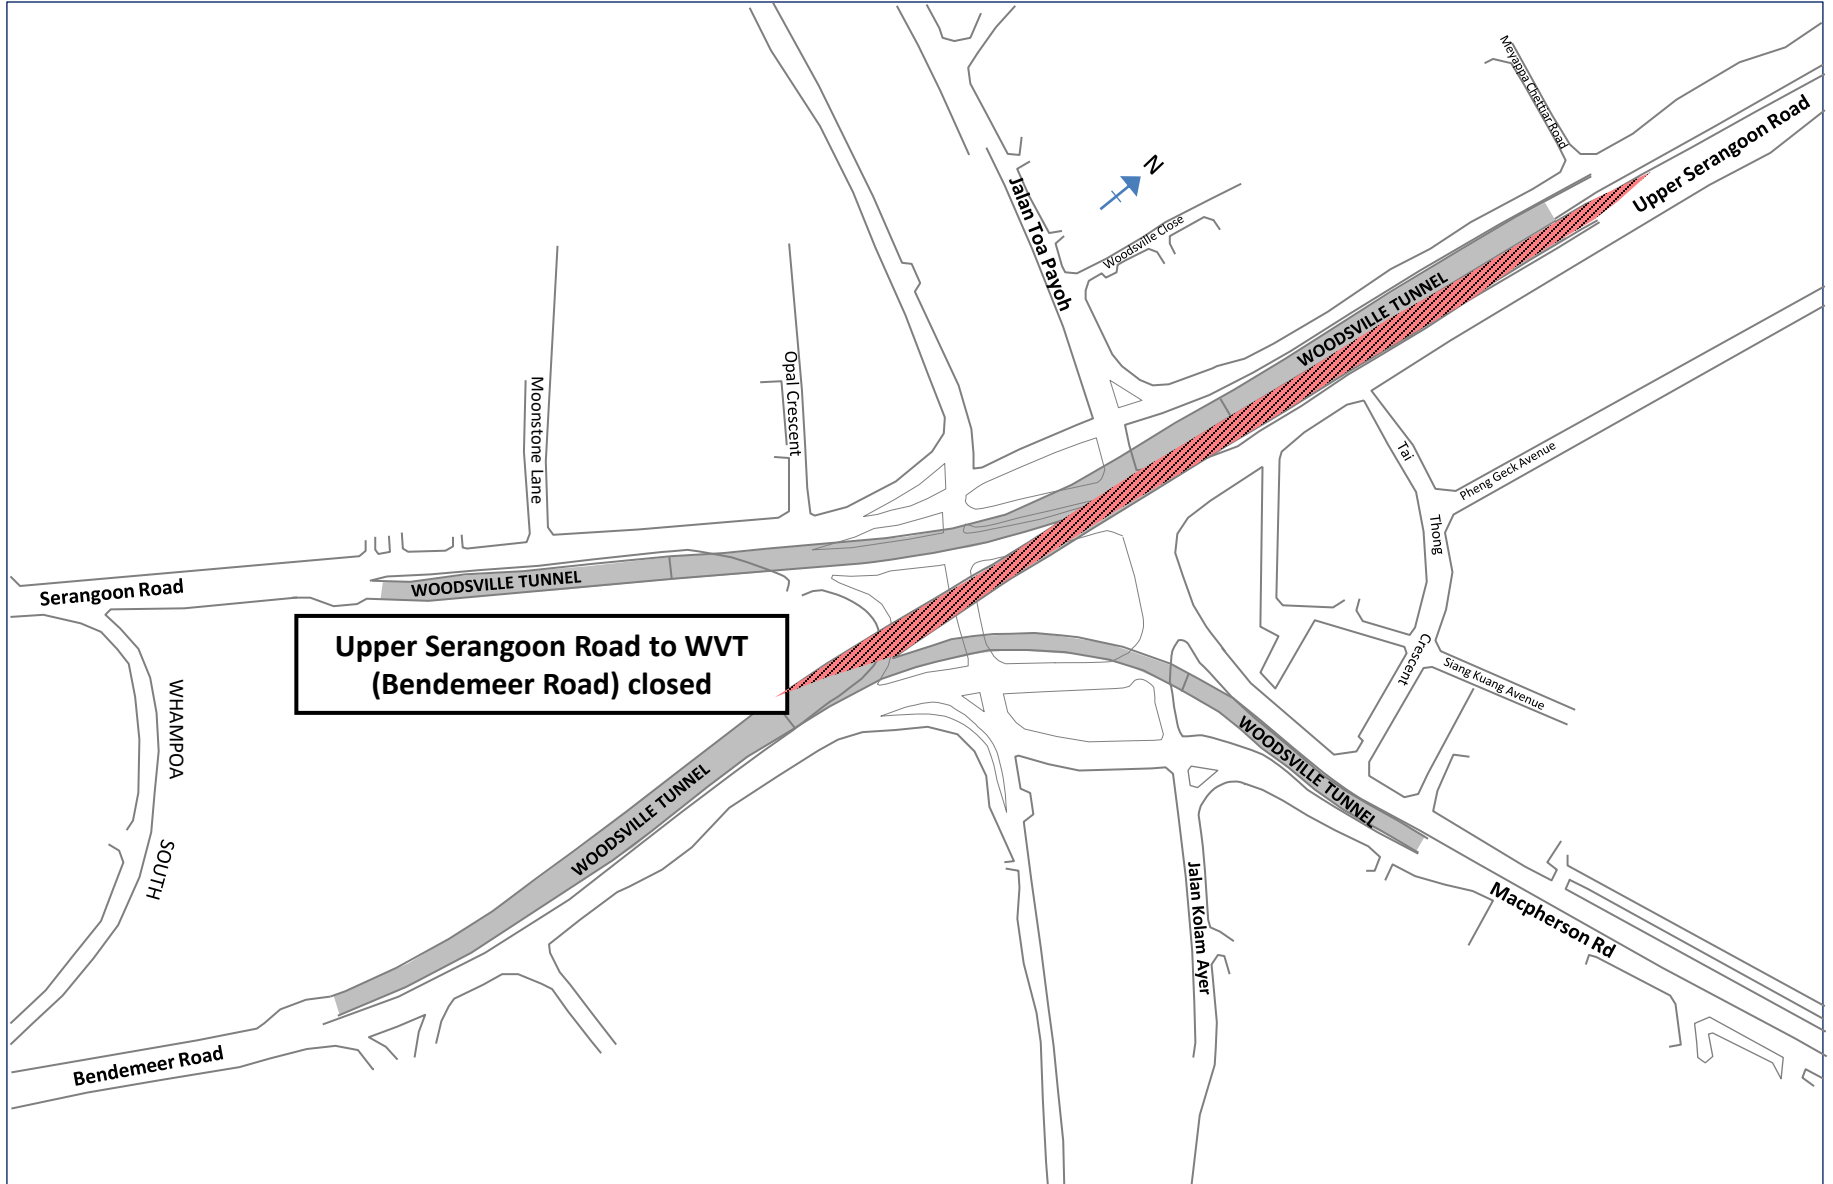 Meyappa Chettiar Road
Upper Serangoon Road
N
Jalan Toa Payoh
Woodsville Close
WOODSVILLE TUNNEL
Opal Crescent
Moonstone Lane
Tai
Thong
Crescent
Pheng Geck Avenue
Serangoon Road
WOODSVILLE TUNNEL
Upper Serangoon Road to WVT
(Bendemeer Road) closed
Siang Kuang Avenue
WHAMPOA
SOUTH
WOODSVILLE TUNNEL
WOODSVILLE TUNNEL
Jalan Kolam Ayer
Macpherson Rd
Bendemeer Road